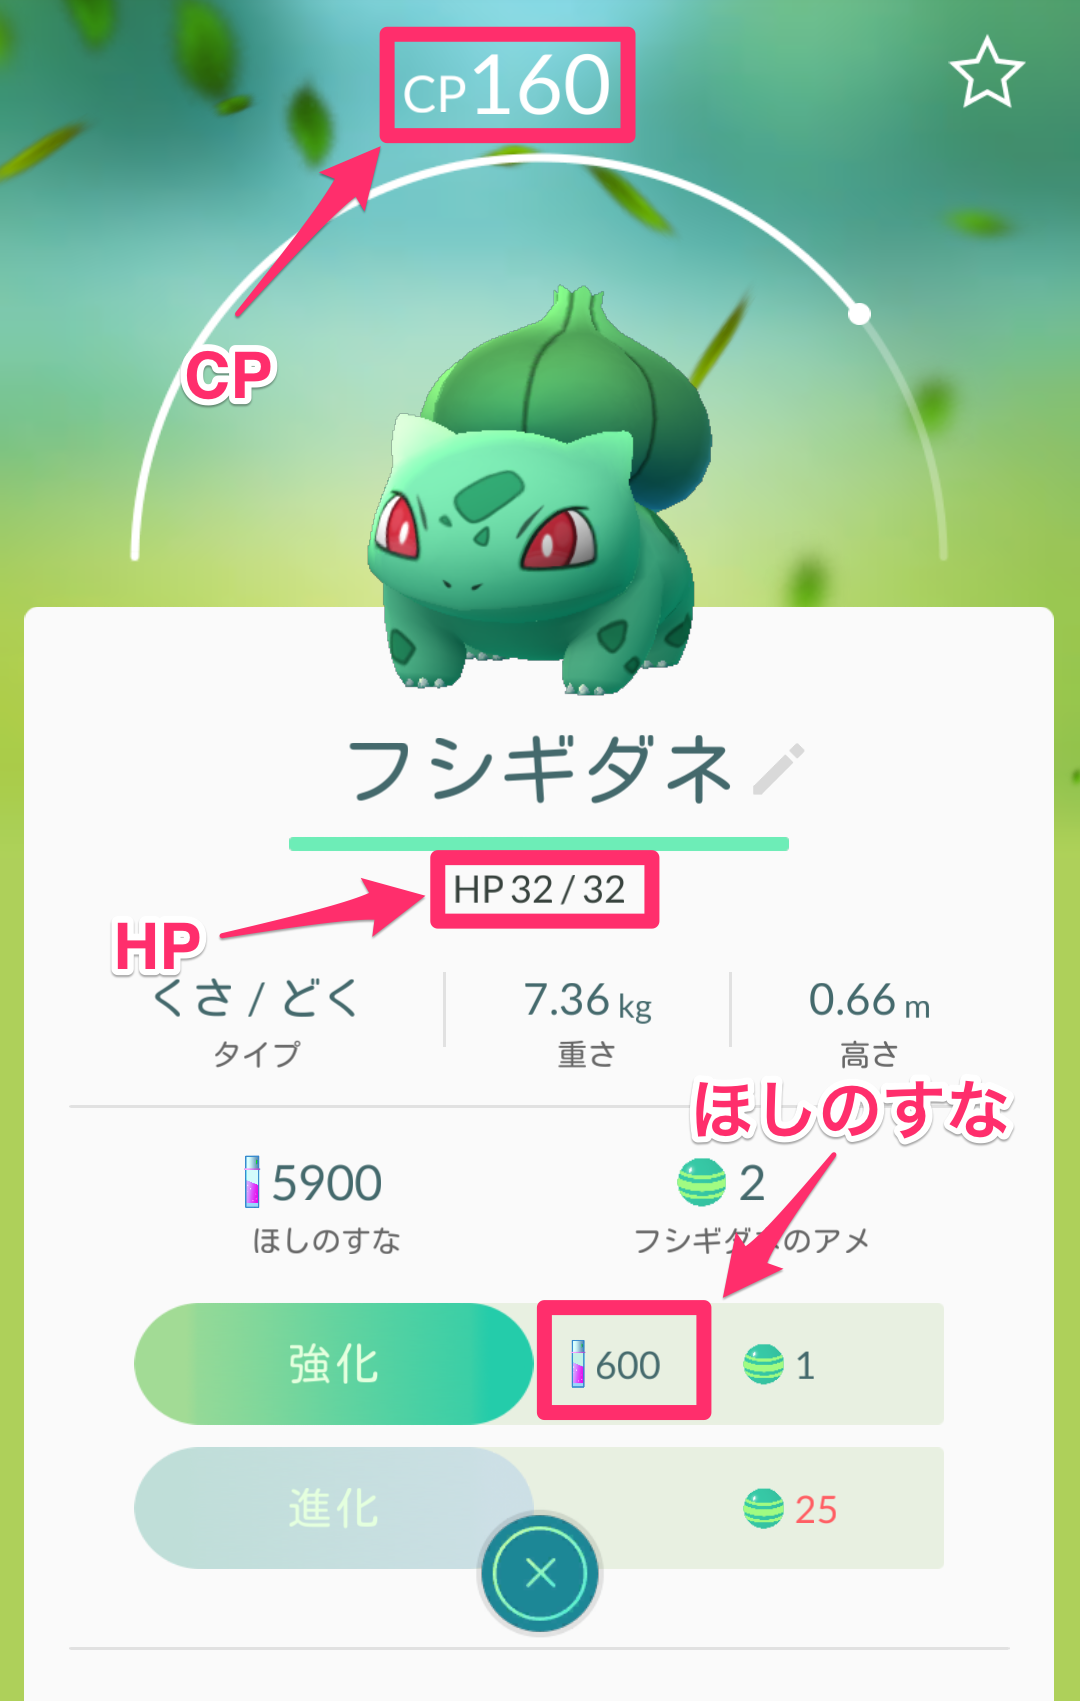 CP160
CP
フシギダネ
HP 32 / 32
HP
くさ / どく
タイプ
7.36 kg
重さ
0.66 m
高さ
ほしのすな
5900
ほしのすな
2
フシギダネのアメ
強化
600
1
進化
25